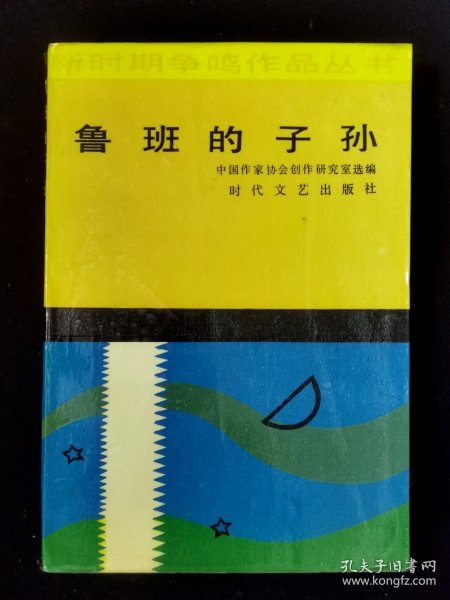 新时期争鸣作品丛书
鲁班的子孙
中国作家协会创作研究室选编
时代文艺出版社
孔夫子旧书网
www.kongfz.com